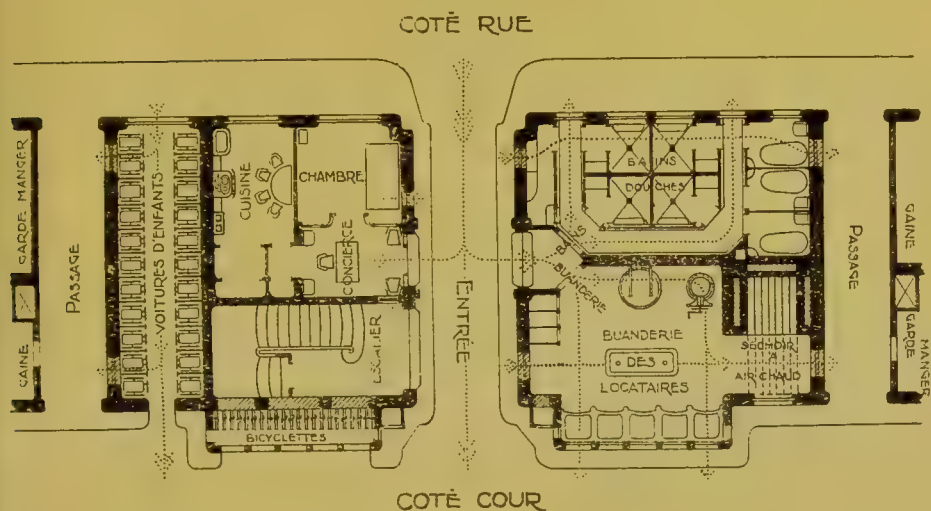 COTÉ RUE
GARDE MANGER
GAINE
PASSAGE
VOITURES D'ENFANTS
CUISINE
CHAMBRE
CONCIERGE
ESCALIER
BICYCLETTES
ENTRÉE
BAINS
DOUCHES
BAINS
BUANDERIE
BUANDERIE
DES
LOCATAIRES
SÉCHOIR
A
AIR CHAUD
PASSAGE
GAINE
GARDE
MANGER
COTÉ COUR